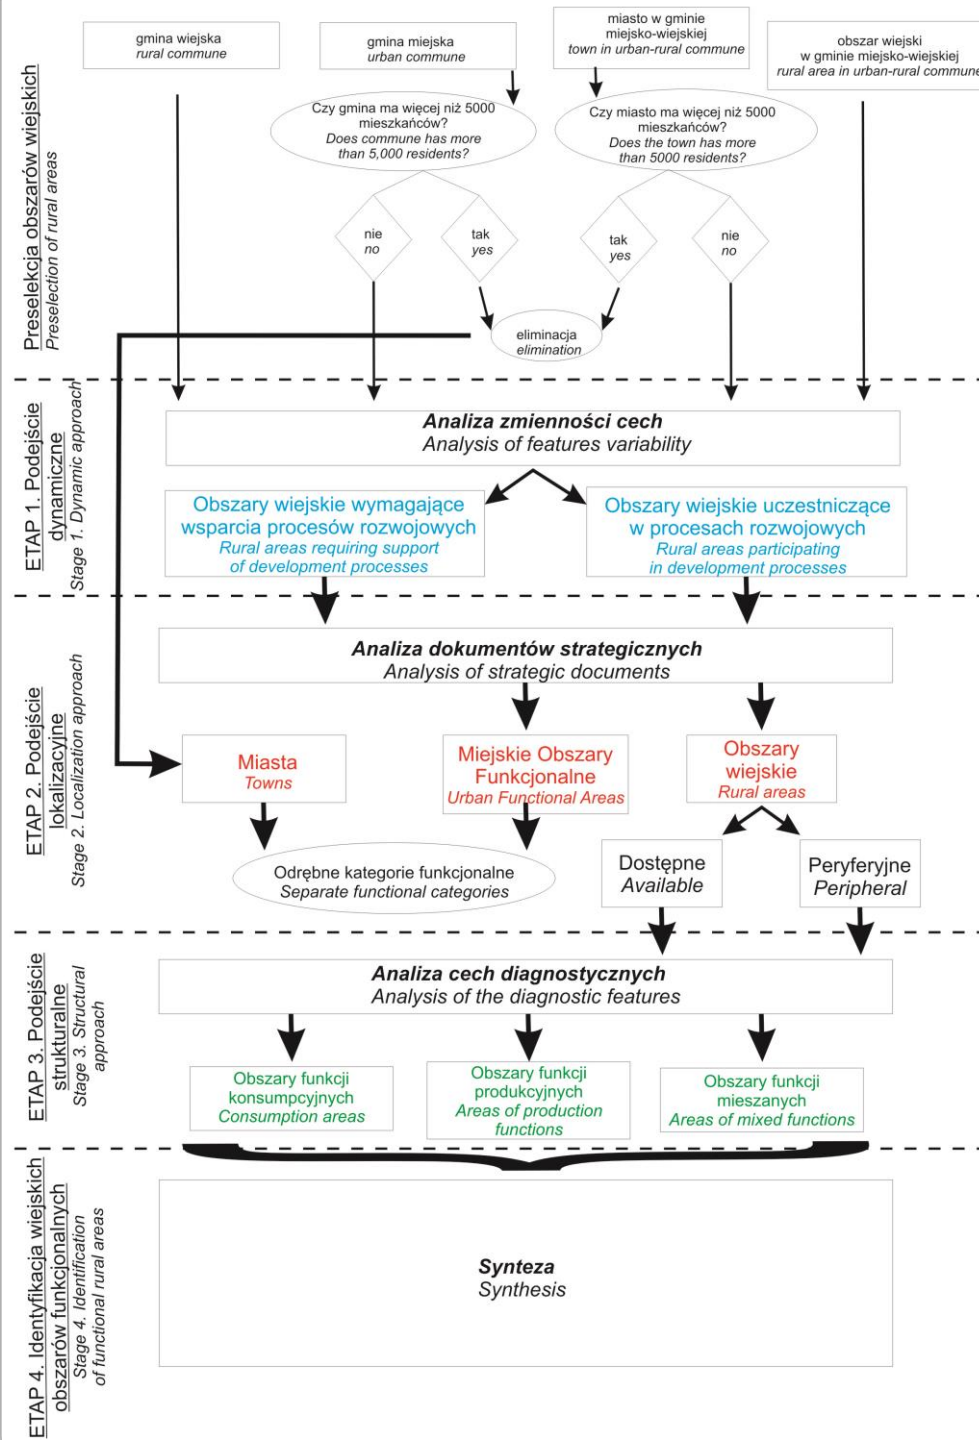 gmina wiejska
rural commune
gmina miejska
urban commune
miasto w gminie
miejsko-wiejskiej
town in urban-rural commune
obszar wiejski
w gminie miejsko-wiejskiej
rural area in urban-rural commune
Preselekcja obszarów wiejskich
Preselection of rural areas
Czy gmina ma więcej niż 5000
mieszkańców?
Does commune has more
than 5,000 residents?
Czy miasto ma więcej niż 5000
mieszkańców?
Does the town has more
than 5000 residents?
nie
no
tak
yes
tak
yes
nie
no
eliminacja
elimination
ETAP 1. Podejście
dynamiczne
Stage 1. Dynamic approach
Analiza zmienności cech
Analysis of features variability
Obszary wiejskie wymagające
wsparcia procesów rozwojowych
Rural areas requiring support
of development processes
Obszary wiejskie uczestniczące
w procesach rozwojowych
Rural areas participating
in development processes
ETAP 2. Podejście
lokalizacyjne
Stage 2. Localization approach
Analiza dokumentów strategicznych
Analysis of strategic documents
Miasta
Towns
Miejskie Obszary
Funkcjonalne
Urban Functional Areas
Obszary
wiejskie
Rural areas
Odrębne kategorie funkcjonalne
Separate functional categories
Dostępne
Available
Peryferyjne
Peripheral
ETAP 3. Podejście
strukturalne
Stage 3. Structural
approach
Analiza cech diagnostycznych
Analysis of the diagnostic features
Obszary funkcji
konsumpcyjnych
Consumption areas
Obszary funkcji
produkcyjnych
Areas of production
functions
Obszary funkcji
mieszanych
Areas of mixed functions
ETAP 4. Identyfikacja wiejskich
obszarów funkcjonalnych
Stage 4. Identification
of functional rural areas
Synteza
Synthesis